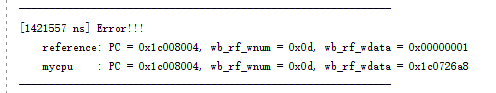 [1421557 ns] Error!!!
reference: PC = 0x1c008004, wb_rf_wnum = 0x0d, wb_rf_wdata = 0x00000001
mycpu    : PC = 0x1c008004, wb_rf_wnum = 0x0d, wb_rf_wdata = 0x1c0726a8